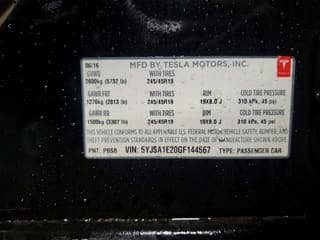 06/16 MFD BY TESLA MOTORS, INC.
GVWR WITH TIRES
2600kg (5732 lb) 245/45R19
GAWR FRT WITH TIRES RIM COLD TIRE PRESSURE
1276kg (2813 lb) 245/45R19 19X8.0 J 310 kPa, 45 psi
GAWR RR WITH TIRES RIM COLD TIRE PRESSURE
1500kg (3307 lb) 245/45R19 19X8.0 J 310 kPa, 45 psi
THIS VEHICLE CONFORMS TO ALL APPLICABLE U.S. FEDERAL MOTOR VEHICLE SAFETY, BUMPER,
AND THEFT PREVENTION STANDARDS IN EFFECT ON THE DATE OF MANUFACTURE SHOWN ABOVE.
PNT: PBSB VIN: 5YJSA1E20GF144567 TYPE: PASSENGER CAR
TESLA